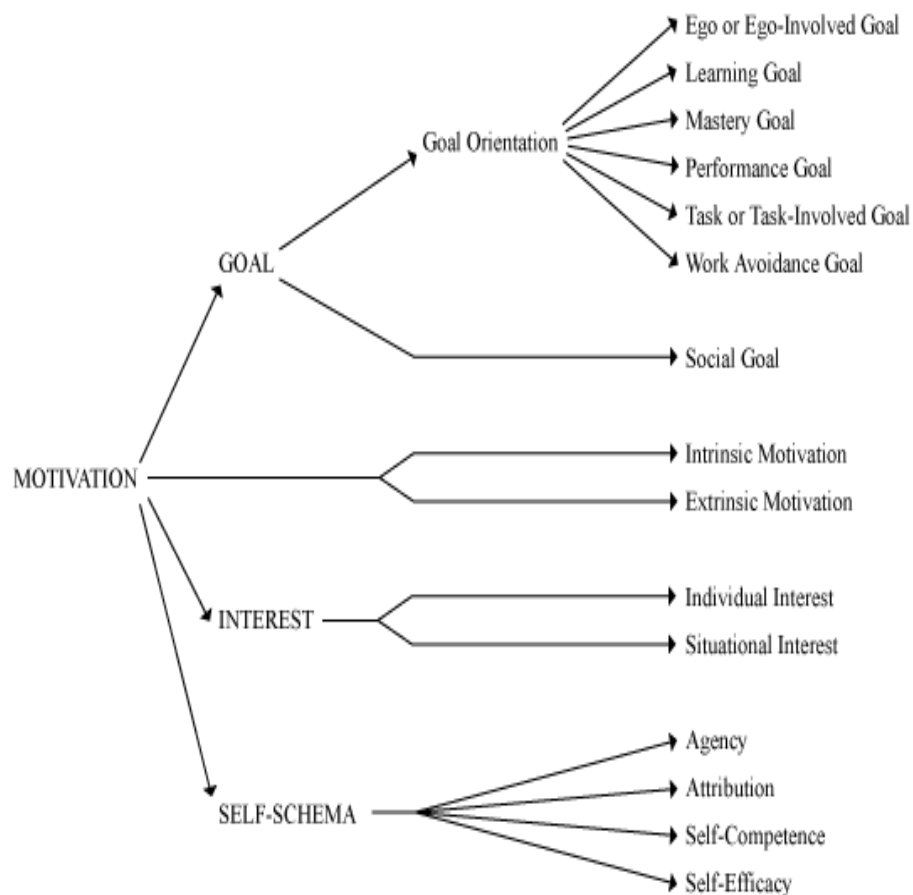 Ego or Ego-Involved Goal
Learning Goal
Mastery Goal
Goal Orientation
Performance Goal
Task or Task-Involved Goal
GOAL
Work Avoidance Goal
Social Goal
Intrinsic Motivation
MOTIVATION
Extrinsic Motivation
Individual Interest
INTEREST
Situational Interest
Agency
Attribution
SELF-SCHEMA
Self-Competence
Self-Efficacy